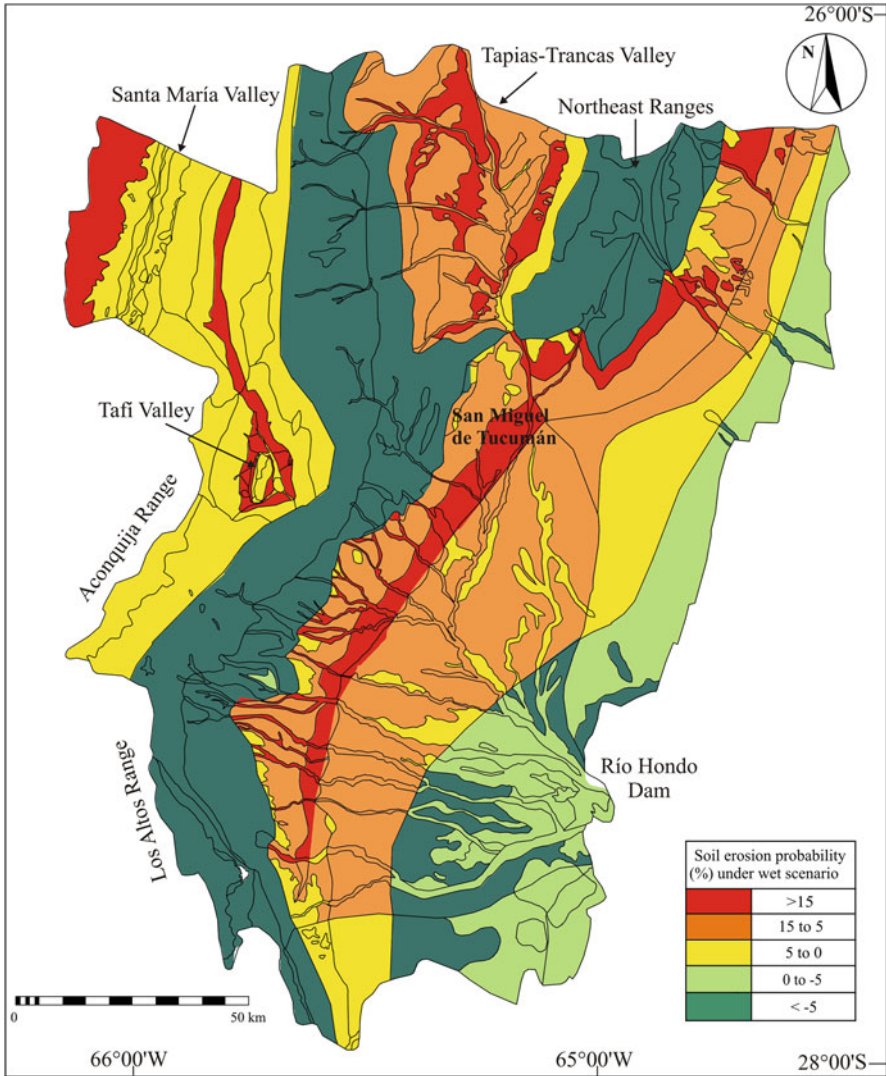 26°00'S
N
Tapias-Trancas Valley
Santa María Valley
Northeast Ranges
Tafí Valley
San Miguel
de Tucumán
Aconquija Range
Los Altos Range
Río Hondo
Dam
Soil erosion probability
(%) under wet scenario
>15
15 to 5
5 to 0
0 to -5
< -5
0 50 km
66°00'W 65°00'W 28°00'S